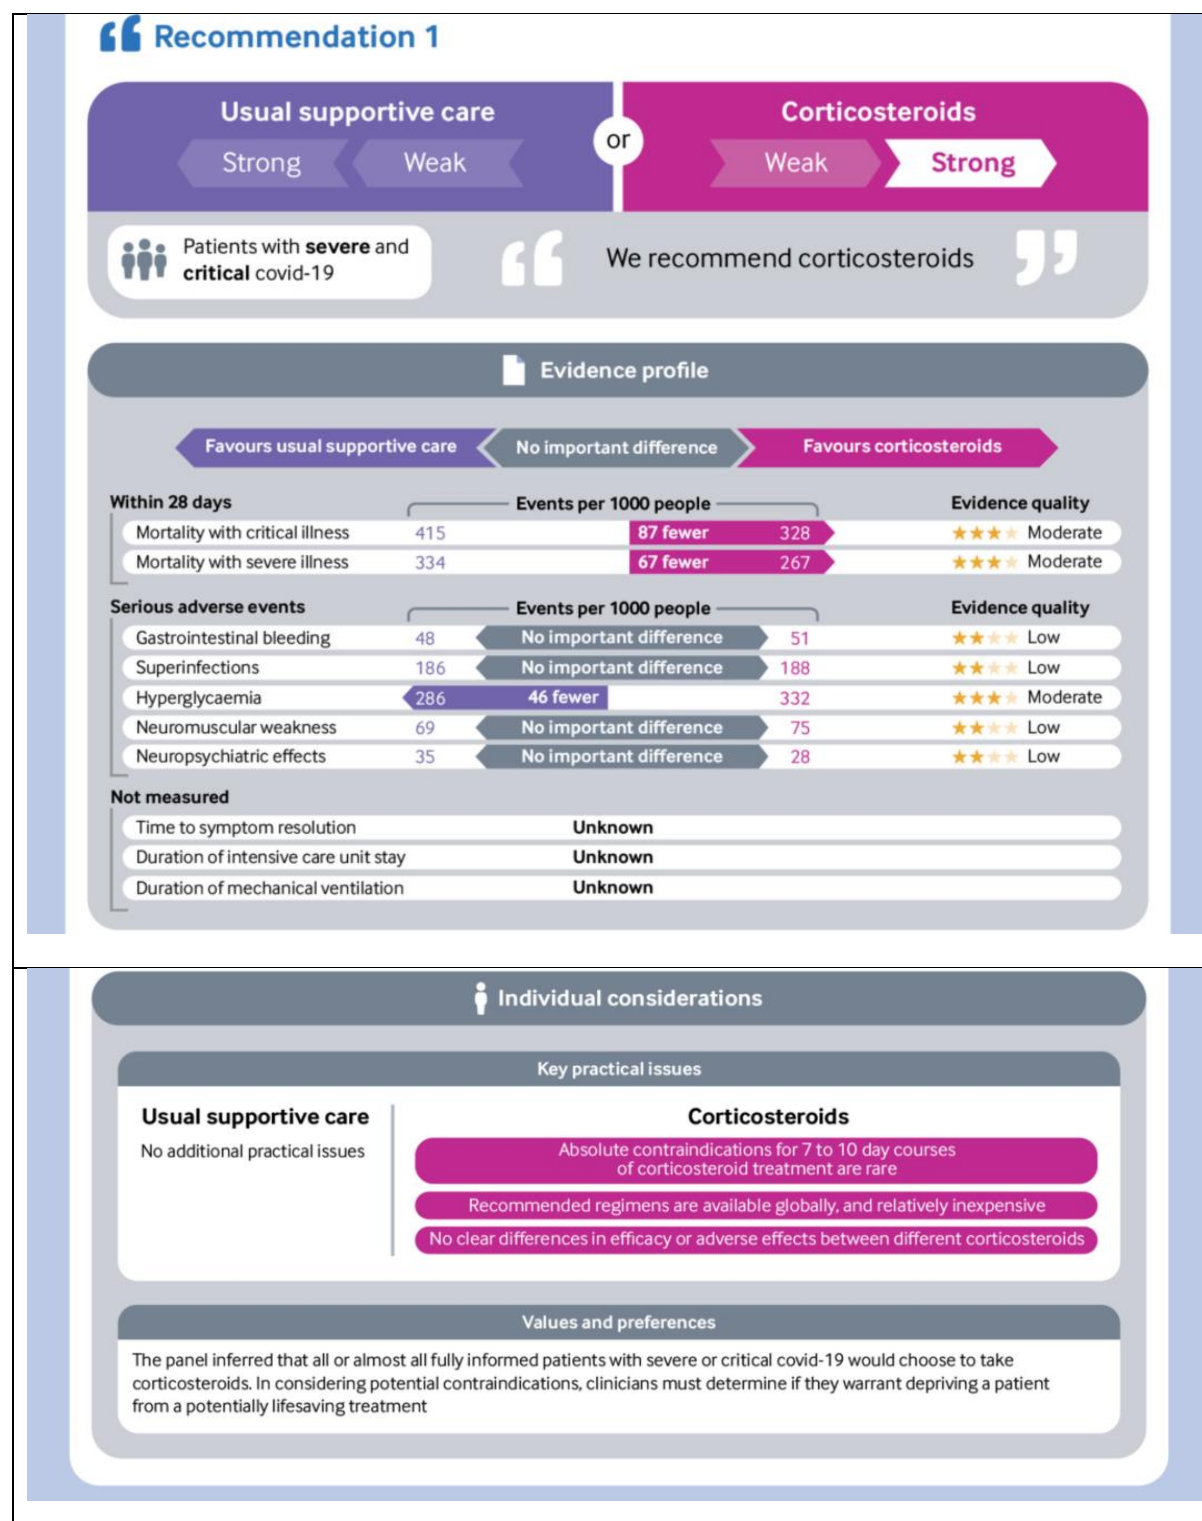 Recommendation 1
Usual supportive care
Strong Weak
or
Corticosteroids
Weak Strong
Patients with severe and
critical covid-19
We recommend corticosteroids
Evidence profile
Favours usual supportive care No important difference Favours corticosteroids
Within 28 days Events per 1000 people Evidence quality
Mortality with critical illness 415 87 fewer 328 Moderate
Mortality with severe illness 334 67 fewer 267 Moderate
Serious adverse events Events per 1000 people Evidence quality
Gastrointestinal bleeding 48 No important difference 51 Low
Superinfections 186 No important difference 188 Low
Hyperglycaemia 286 46 fewer 332 Moderate
Neuromuscular weakness 69 No important difference 75 Low
Neuropsychiatric effects 35 No important difference 28 Low
Not measured
Time to symptom resolution Unknown
Duration of intensive care unit stay Unknown
Duration of mechanical ventilation Unknown
Individual considerations
Key practical issues
Usual supportive care
No additional practical issues
Corticosteroids
Absolute contraindications for 7 to 10 day courses
of corticosteroid treatment are rare
Recommended regimens are available globally, and relatively inexpensive
No clear differences in efficacy or adverse effects between different corticosteroids
Values and preferences
The panel inferred that all or almost all fully informed patients with severe or critical covid-19 would choose to take
corticosteroids. In considering potential contraindications, clinicians must determine if they warrant depriving a patient
from a potentially lifesaving treatment